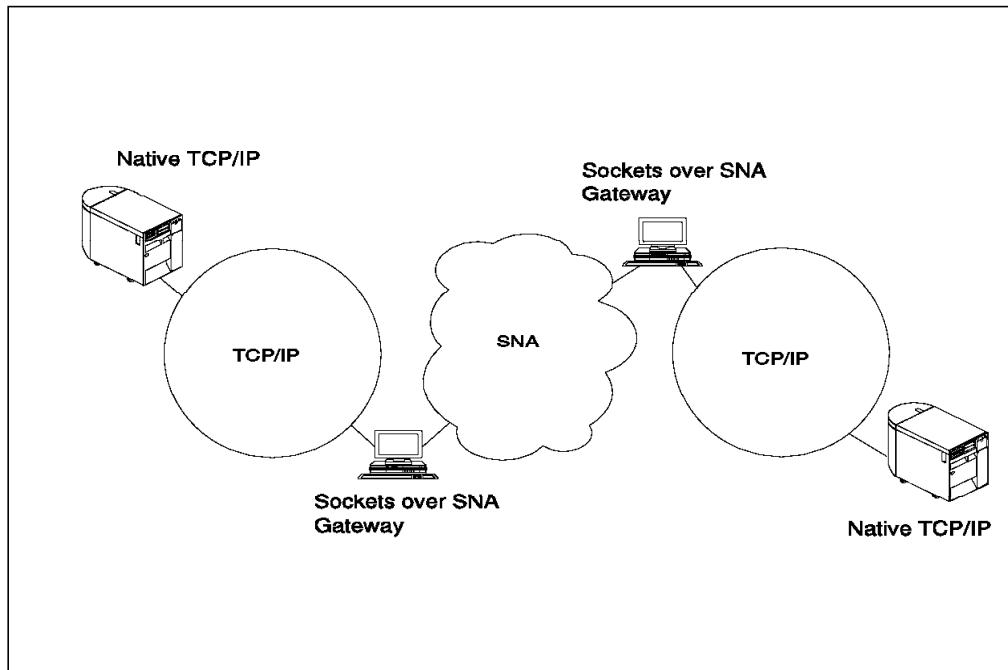 Native TCP/IP
Sockets over SNA
Gateway
TCP/IP
SNA
TCP/IP
Sockets over SNA
Gateway
Native TCP/IP